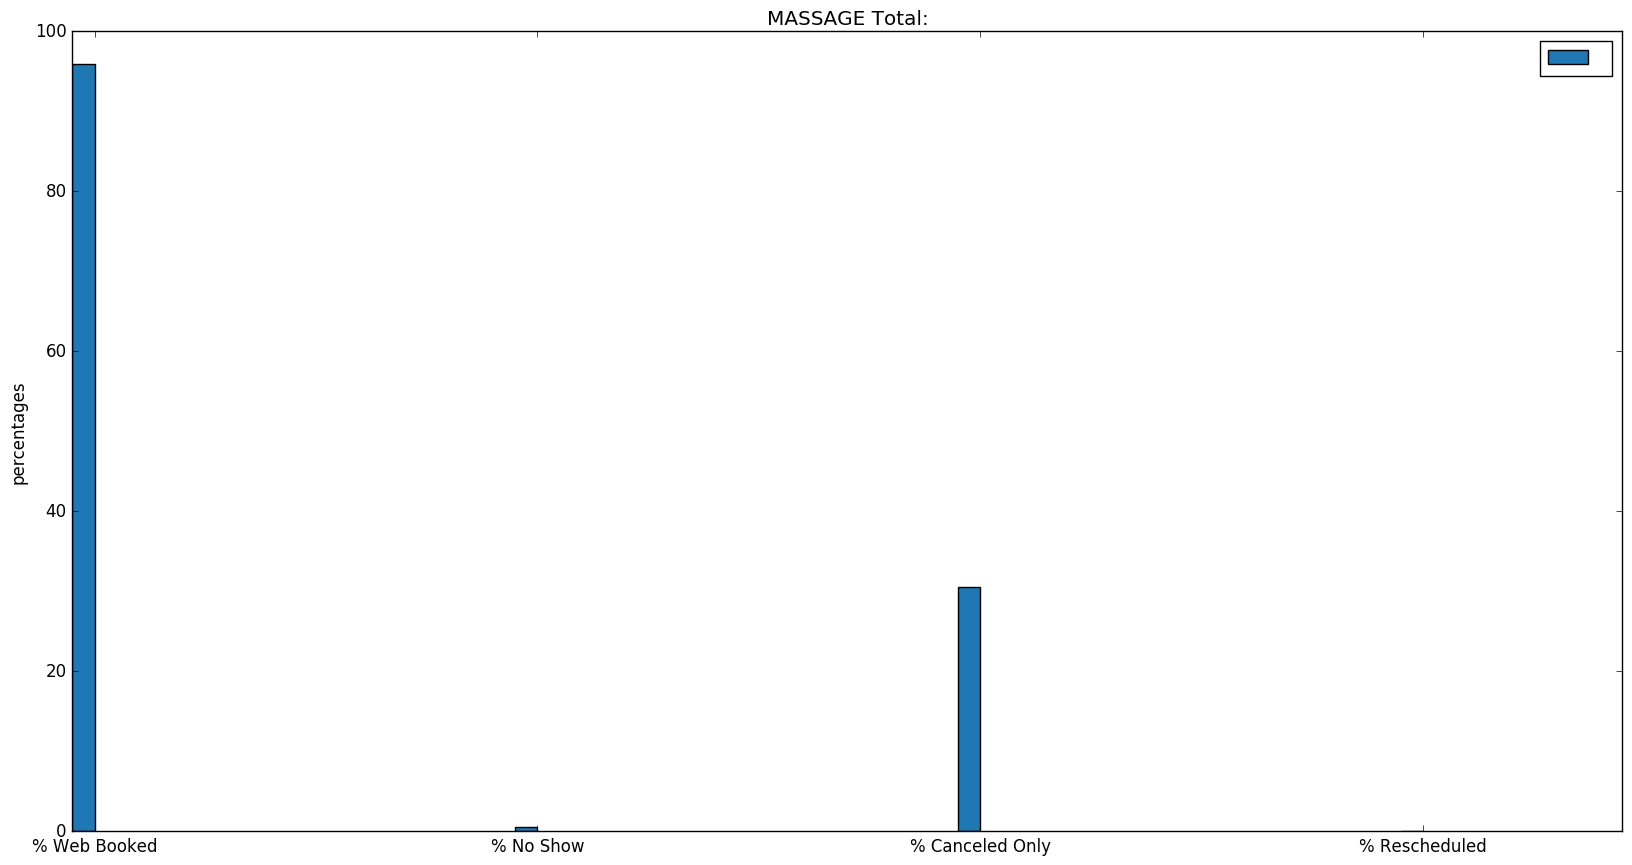 MASSAGE Total:
100
80
60
40
20
0
percentages
% Web Booked
% No Show
% Canceled Only
% Rescheduled